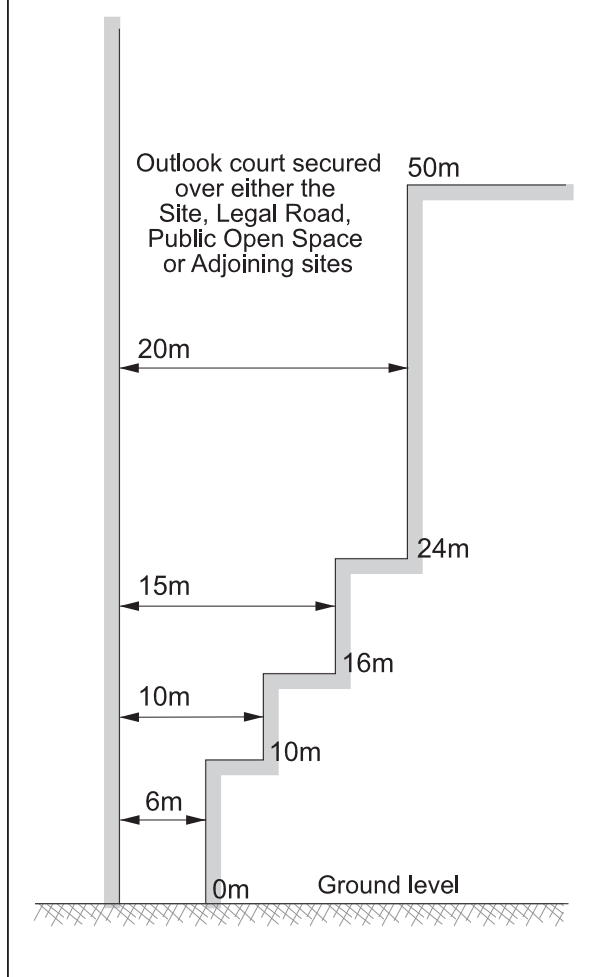 Outlook court secured
over either the
Site, Legal Road,
Public Open Space
or Adjoining sites
50m
20m
24m
15m
16m
10m
10m
6m
0m
Ground level